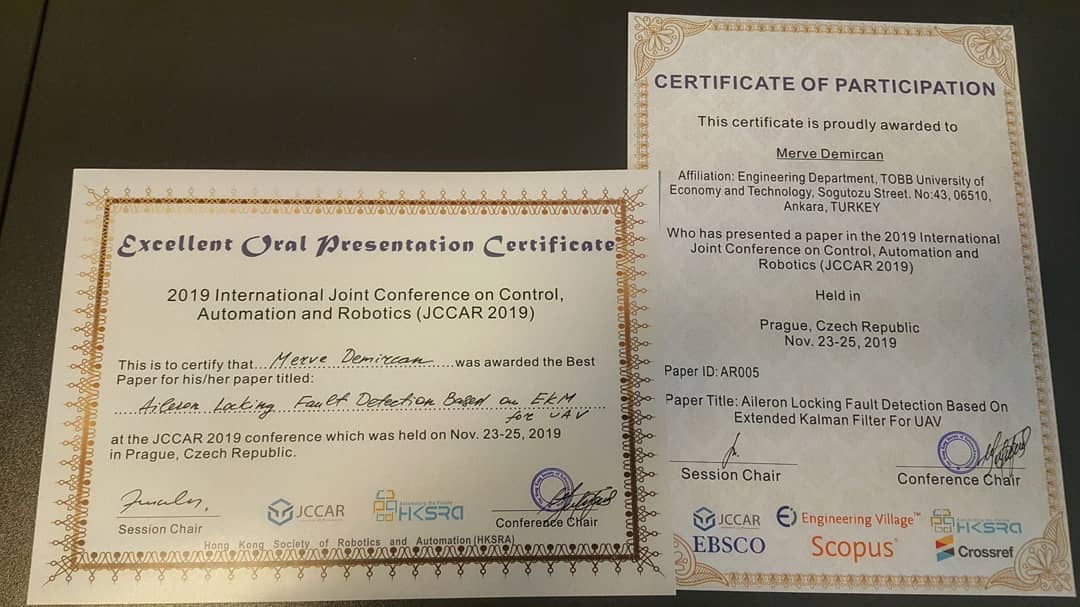 Excellent Oral Presentation Certificate
2019 International Joint Conference on Control,
Automation and Robotics (JCCAR 2019)
This is to certify that....Merve Demircan......was awarded the Best
Paper for his/her paper titled:
Aileron Locking Fault Detection Based on EKM
for UAV
at the JCCAR 2019 conference which was held on Nov. 23-25, 2019
in Prague, Czech Republic.
Session Chair
JCCAR
HKSRA
Conference Chair
Hong Kong Society of Robotics and Automation (HKSRA)
CERTIFICATE OF PARTICIPATION
This certificate is proudly awarded to
Merve Demircan
Affiliation: Engineering Department, TOBB University of
Economy and Technology, Sogutozu Street. No:43, 06510,
Ankara, TURKEY
Who has presented a paper in the 2019 International
Joint Conference on Control, Automation and
Robotics (JCCAR 2019)
Held in
Prague, Czech Republic
Nov. 23-25, 2019
Paper ID: AR005
Paper Title: Aileron Locking Fault Detection Based On
Extended Kalman Filter For UAV
Session Chair
Conference Chair
JCCAR
Engineering Village™
HKSRA
EBSCO
Scopus®
Crossref